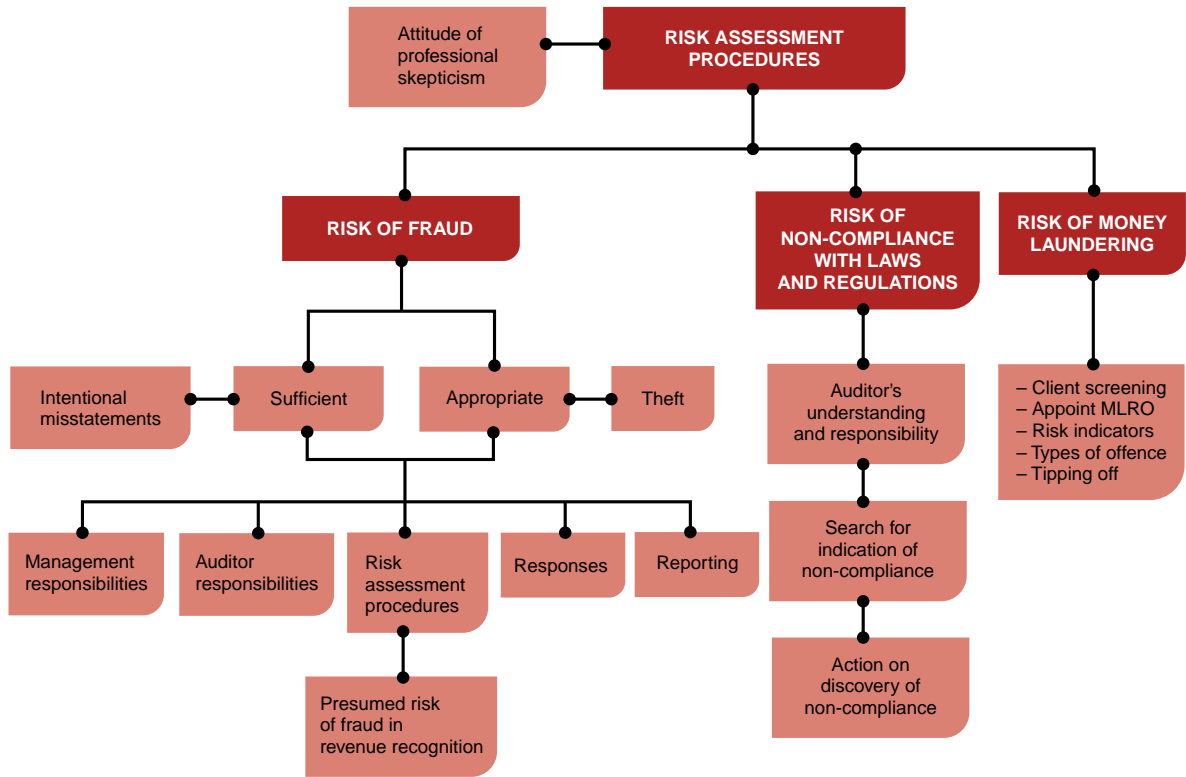 Attitude of
professional
skepticism
RISK ASSESSMENT
PROCEDURES
RISK OF FRAUD
RISK OF
NON-COMPLIANCE
WITH LAWS
AND REGULATIONS
RISK OF MONEY
LAUNDERING
Intentional
misstatements
Sufficient
Appropriate
Theft
Auditor's
understanding
and responsibility
– Client screening
– Appoint MLRO
– Risk indicators
– Types of offence
– Tipping off
Management
responsibilities
Auditor
responsibilities
Risk
assessment
procedures
Responses
Reporting
Search for
indication of
non-compliance
Presumed risk
of fraud in
revenue recognition
Action on
discovery of
non-compliance